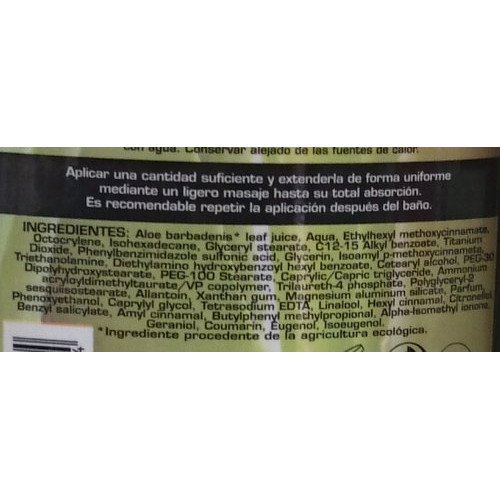 con agua. Conservar alejado de las fuentes de calor.
Aplicar una cantidad suficiente y extenderla de forma uniforme
mediante un ligero masaje hasta su total absorción.
Es recomendable repetir la aplicación después del baño.
INGREDIENTES: Aloe barbadenis* leaf juice, Aqua, Ethylhexyl methoxycinnamate,
Octocrylene, Isohexadecane, Glyceryl stearate, C12-15 Alkyl benzoate, Titanium
Dioxide, Phenylbenzimidazole sulfonic acid, Glycerin, Isoamyl p-methoxycinnamate,
Triethanolamine, Diethylamino hydroxybenzoyl hexyl benzoate, Cetearyl alcohol, PEG-30
Dipolyhydroxystearate, PEG-100 Stearate, Caprylic/Capric triglyceride, Ammonium
acryloyldimethyltaurate/VP copolymer, Trilaureth-4 phosphate, Polyglyceryl-2
sesquiisostearate, Allantoin, Xanthan gum, Magnesium aluminum silicate, Parfum,
Phenoxyethanol, Caprylyl glycol, Tetrasodium EDTA, Linalool, Hexyl cinnamal, Citronellol,
Benzyl salicylate, Amyl cinnamal, Butylphenyl methylpropional, Alpha-Isomethyl ionone,
Geraniol, Coumarin, Eugenol, Isoeugenol.
*Ingrediente procedente de la agricultura ecológica.